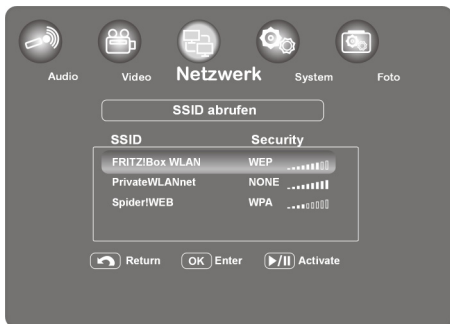 Audio Video Netzwerk System Foto
SSID abrufen
SSID Security
FRITZ!Box WLAN WEP
PrivateWLANnet NONE
Spider!WEB WPA
Return OK Enter Activate